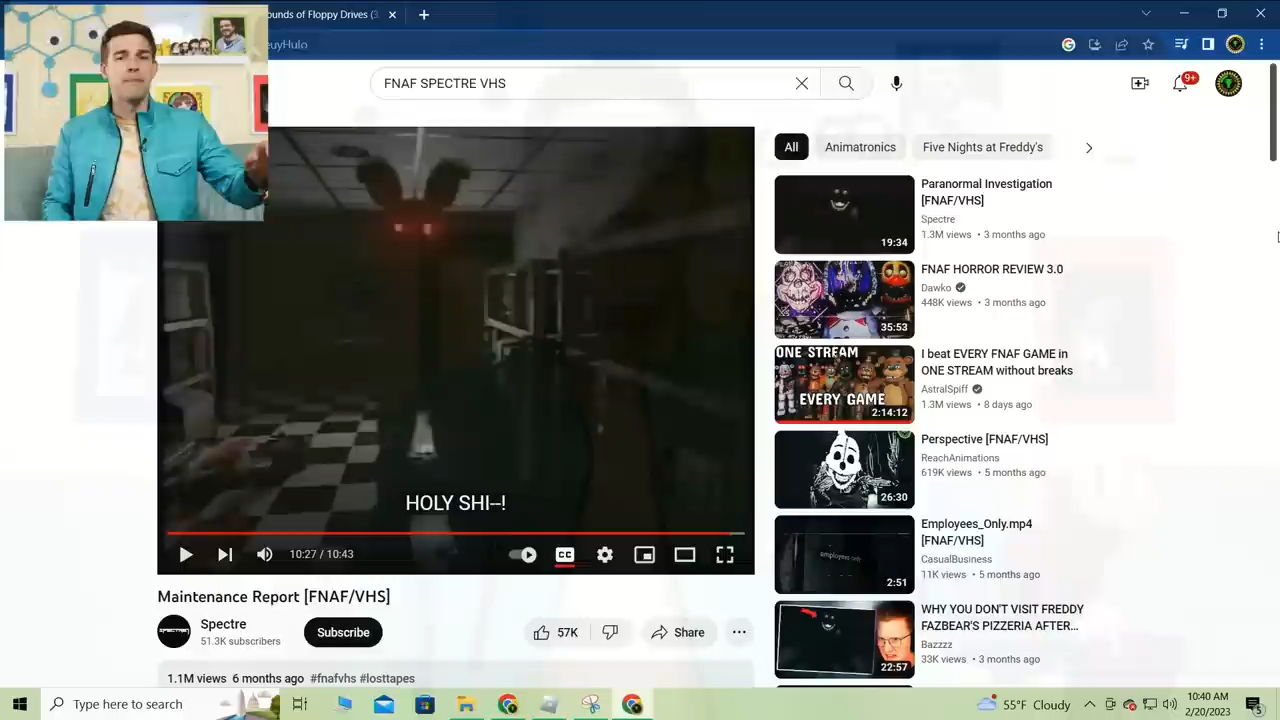 ounds of Floppy Drives (3
euyHulo
FNAF SPECTRE VHS
9+
All
Animatronics
Five Nights at Freddy's
Paranormal Investigation
[FNAF/VHS]
Spectre
1.3M views • 3 months ago
19:34
FNAF HORROR REVIEW 3.0
Dawko
448K views • 3 months ago
35:53
ONE STREAM
EVERY GAME
2:14:12
I beat EVERY FNAF GAME in
ONE STREAM without breaks
AstralSpiff
1.3M views • 8 days ago
Perspective [FNAF/VHS]
ReachAnimations
619K views • 5 months ago
26:30
employees only
2:51
Employees_Only.mp4
[FNAF/VHS]
CasualBusiness
11K views • 5 months ago
HOLY SHI--!
10:27 / 10:43
CC
Maintenance Report [FNAF/VHS]
Spectre
51.3K subscribers
Subscribe
57K
Share
WHY YOU DON'T VISIT FREDDY
FAZBEAR'S PIZZERIA AFTER...
Bazzzz
33K views • 3 months ago
22:57
1.1M views 6 months ago #fnafvhs #losttapes
Type here to search
55°F Cloudy
10:40 AM
2/20/2023
5